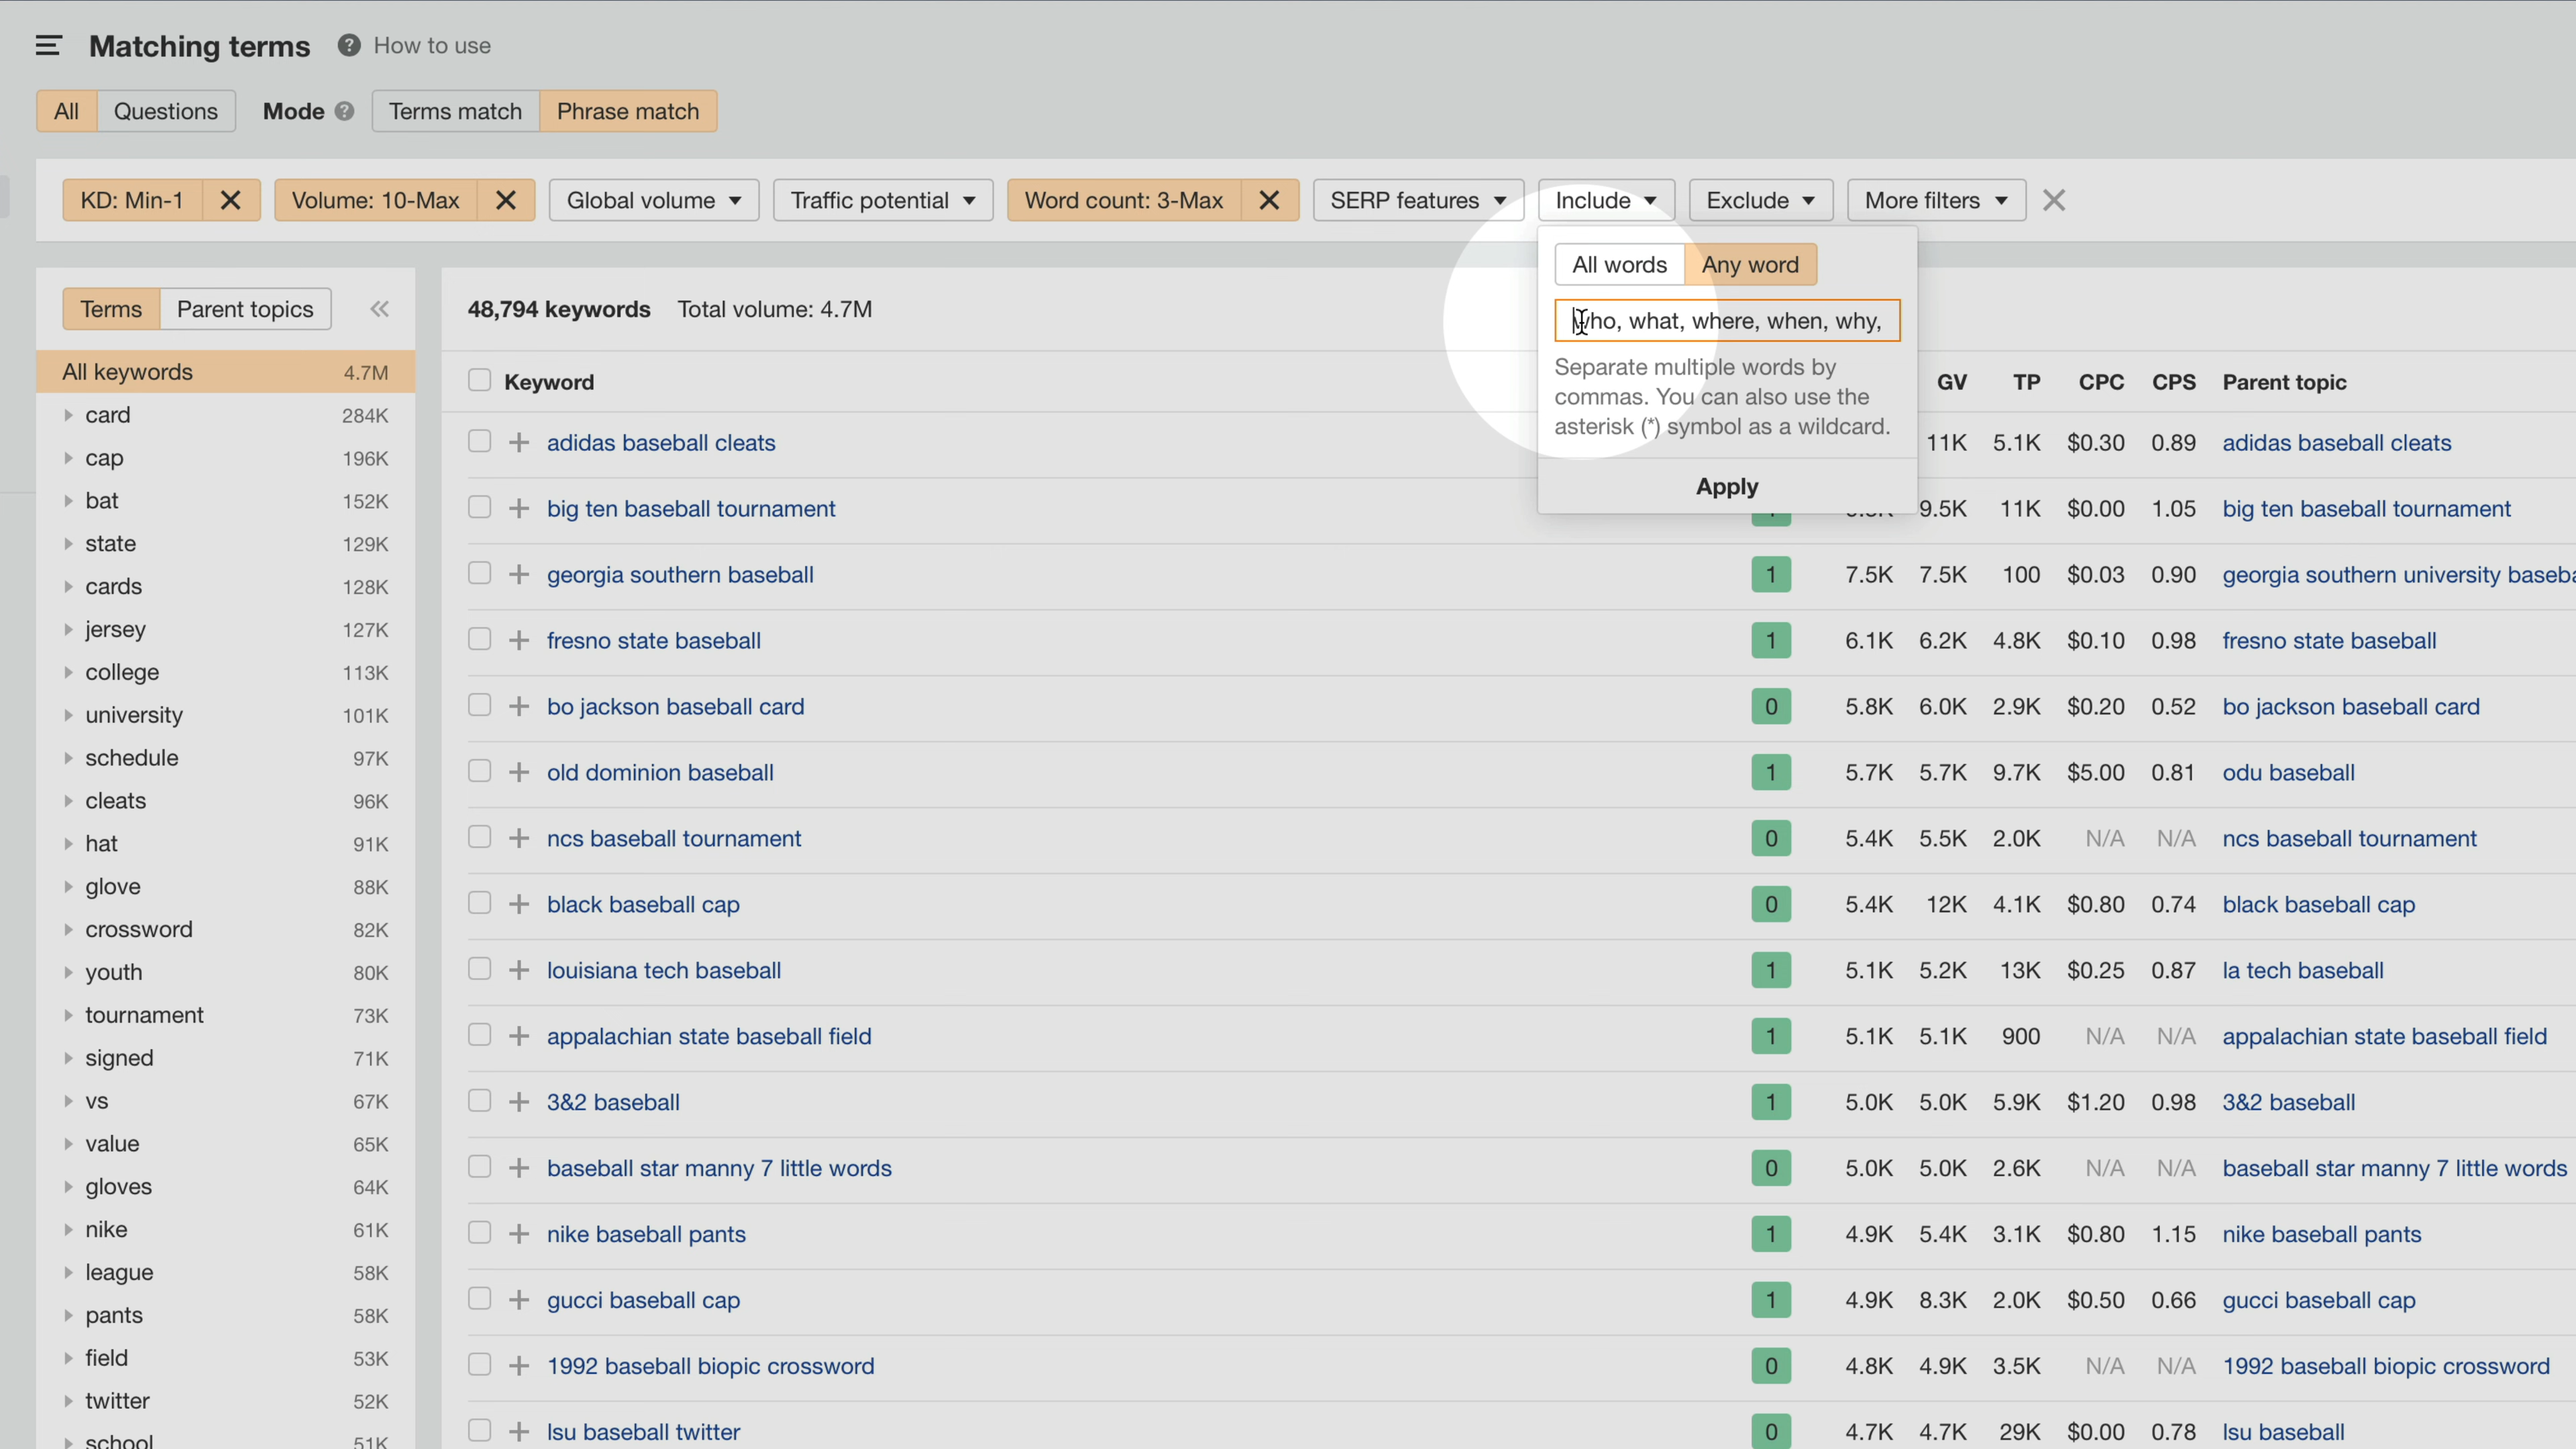 Matching terms ? How to use
All Questions Mode ? Terms match Phrase match
KD: Min-1 Volume: 10-Max Global volume Traffic potential Word count: 3-Max SERP features Include Exclude More filters
All words Any word
who, what, where, when, why,
Separate multiple words by
commas. You can also use the
asterisk (*) symbol as a wildcard.
Apply
Terms Parent topics
All keywords 4.7M
card 284K
cap 196K
bat 152K
state 129K
cards 128K
jersey 127K
college 113K
university 101K
schedule 97K
cleats 96K
hat 91K
glove 88K
crossword 82K
youth 80K
tournament 73K
signed 71K
vs 67K
value 65K
gloves 64K
nike 61K
league 58K
pants 58K
field 53K
twitter 52K
school 51K
48,794 keywords Total volume: 4.7M
Keyword GV TP CPC CPS Parent topic
adidas baseball cleats 11K 5.1K $0.30 0.89 adidas baseball cleats
big ten baseball tournament 9.5K 11K $0.00 1.05 big ten baseball tournament
georgia southern baseball 1 7.5K 7.5K 100 $0.03 0.90 georgia southern university baseba
fresno state baseball 1 6.1K 6.2K 4.8K $0.10 0.98 fresno state baseball
bo jackson baseball card 0 5.8K 6.0K 2.9K $0.20 0.52 bo jackson baseball card
old dominion baseball 1 5.7K 5.7K 9.7K $5.00 0.81 odu baseball
ncs baseball tournament 0 5.4K 5.5K 2.0K N/A N/A ncs baseball tournament
black baseball cap 0 5.4K 12K 4.1K $0.80 0.74 black baseball cap
louisiana tech baseball 1 5.1K 5.2K 13K $0.25 0.87 la tech baseball
appalachian state baseball field 1 5.1K 5.1K 900 N/A N/A appalachian state baseball field
3&2 baseball 1 5.0K 5.0K 5.9K $1.20 0.98 3&2 baseball
baseball star manny 7 little words 0 5.0K 5.0K 2.6K N/A N/A baseball star manny 7 little words
nike baseball pants 1 4.9K 5.4K 3.1K $0.80 1.15 nike baseball pants
gucci baseball cap 1 4.9K 8.3K 2.0K $0.50 0.66 gucci baseball cap
1992 baseball biopic crossword 0 4.8K 4.9K 3.5K N/A N/A 1992 baseball biopic crossword
lsu baseball twitter 0 4.7K 4.7K 29K $0.00 0.78 lsu baseball